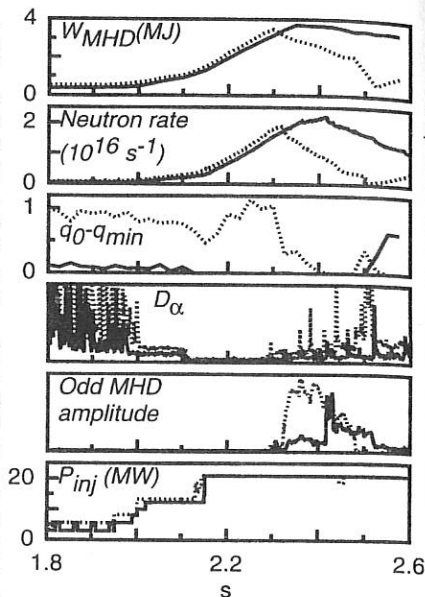 4
W_MHD(MJ)
0
2
Neutron rate
(10^16 s^-1)
0
1
q_0-q_min
0
D_α
Odd MHD
amplitude
20
P_inj (MW)
0
1.8 2.2 2.6
s